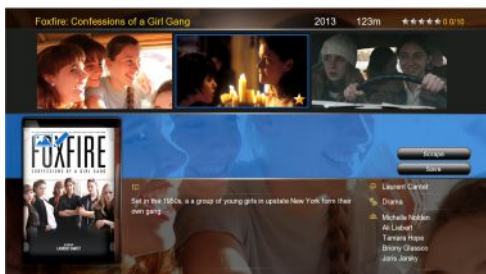 Foxfire: Confessions of a Girl Gang 2013 123m 0.0/10
Scrape
Save
FOXFIRE
CONFESSIONS OF A GIRL GANG
LAURENT CANTET
Set in the 1950s, a a group of young girls in upstate New York form their
own gang.
Laurent Cantet
Drama
Michelle Nolden
Ali Liebert
Tamara Hope
Briony Glassco
Joris Jarsky